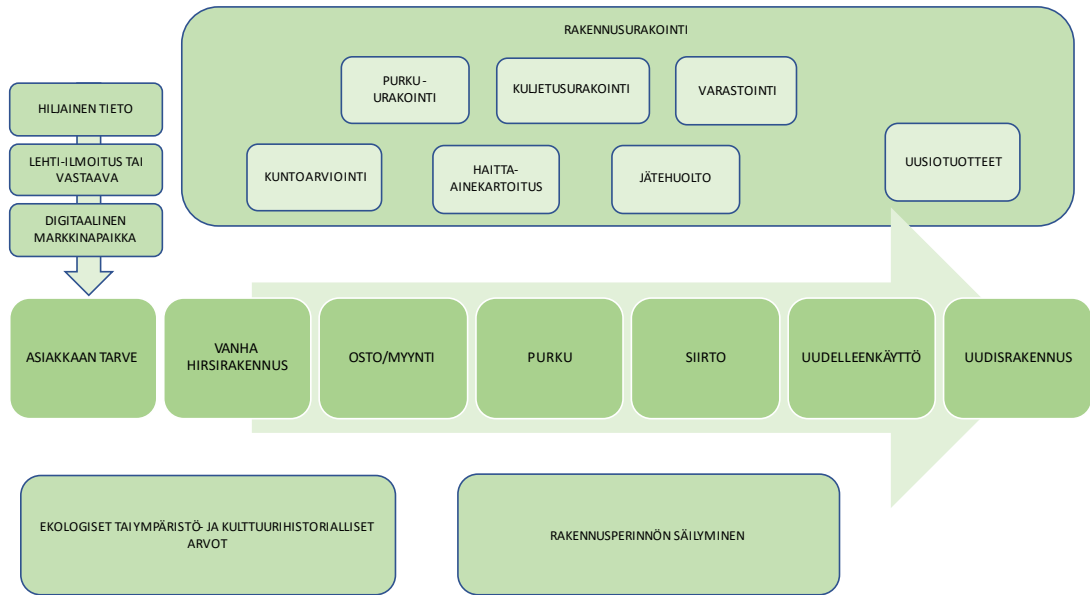 RAKENNUSURAKOINTI
PURKU-
URAKOINTI
KULJETUSURAKOINTI
VARASTOINTI
KUNTOARVIOINTI
HAITTA-
AINEKARTOITUS
JÄTEHUOLTO
UUSIOTUOTTEET
HILJAINEN TIETO
LEHTI-ILMOITUS TAI
VASTAAVA
DIGITAALINEN
MARKKINAPAIKKA
ASIAKKAAN TARVE
VANHA
HIRSIRAKENNUS
OSTO/MYYNTI
PURKU
SIIRTO
UUDELLEENKÄYTTÖ
UUDISRAKENNUS
EKOLOGISET TAI YMPÄRISTÖ- JA KULTTUURIHISTORIALLISET
ARVOT
RAKENNUSPERINNÖN SÄILYMINEN